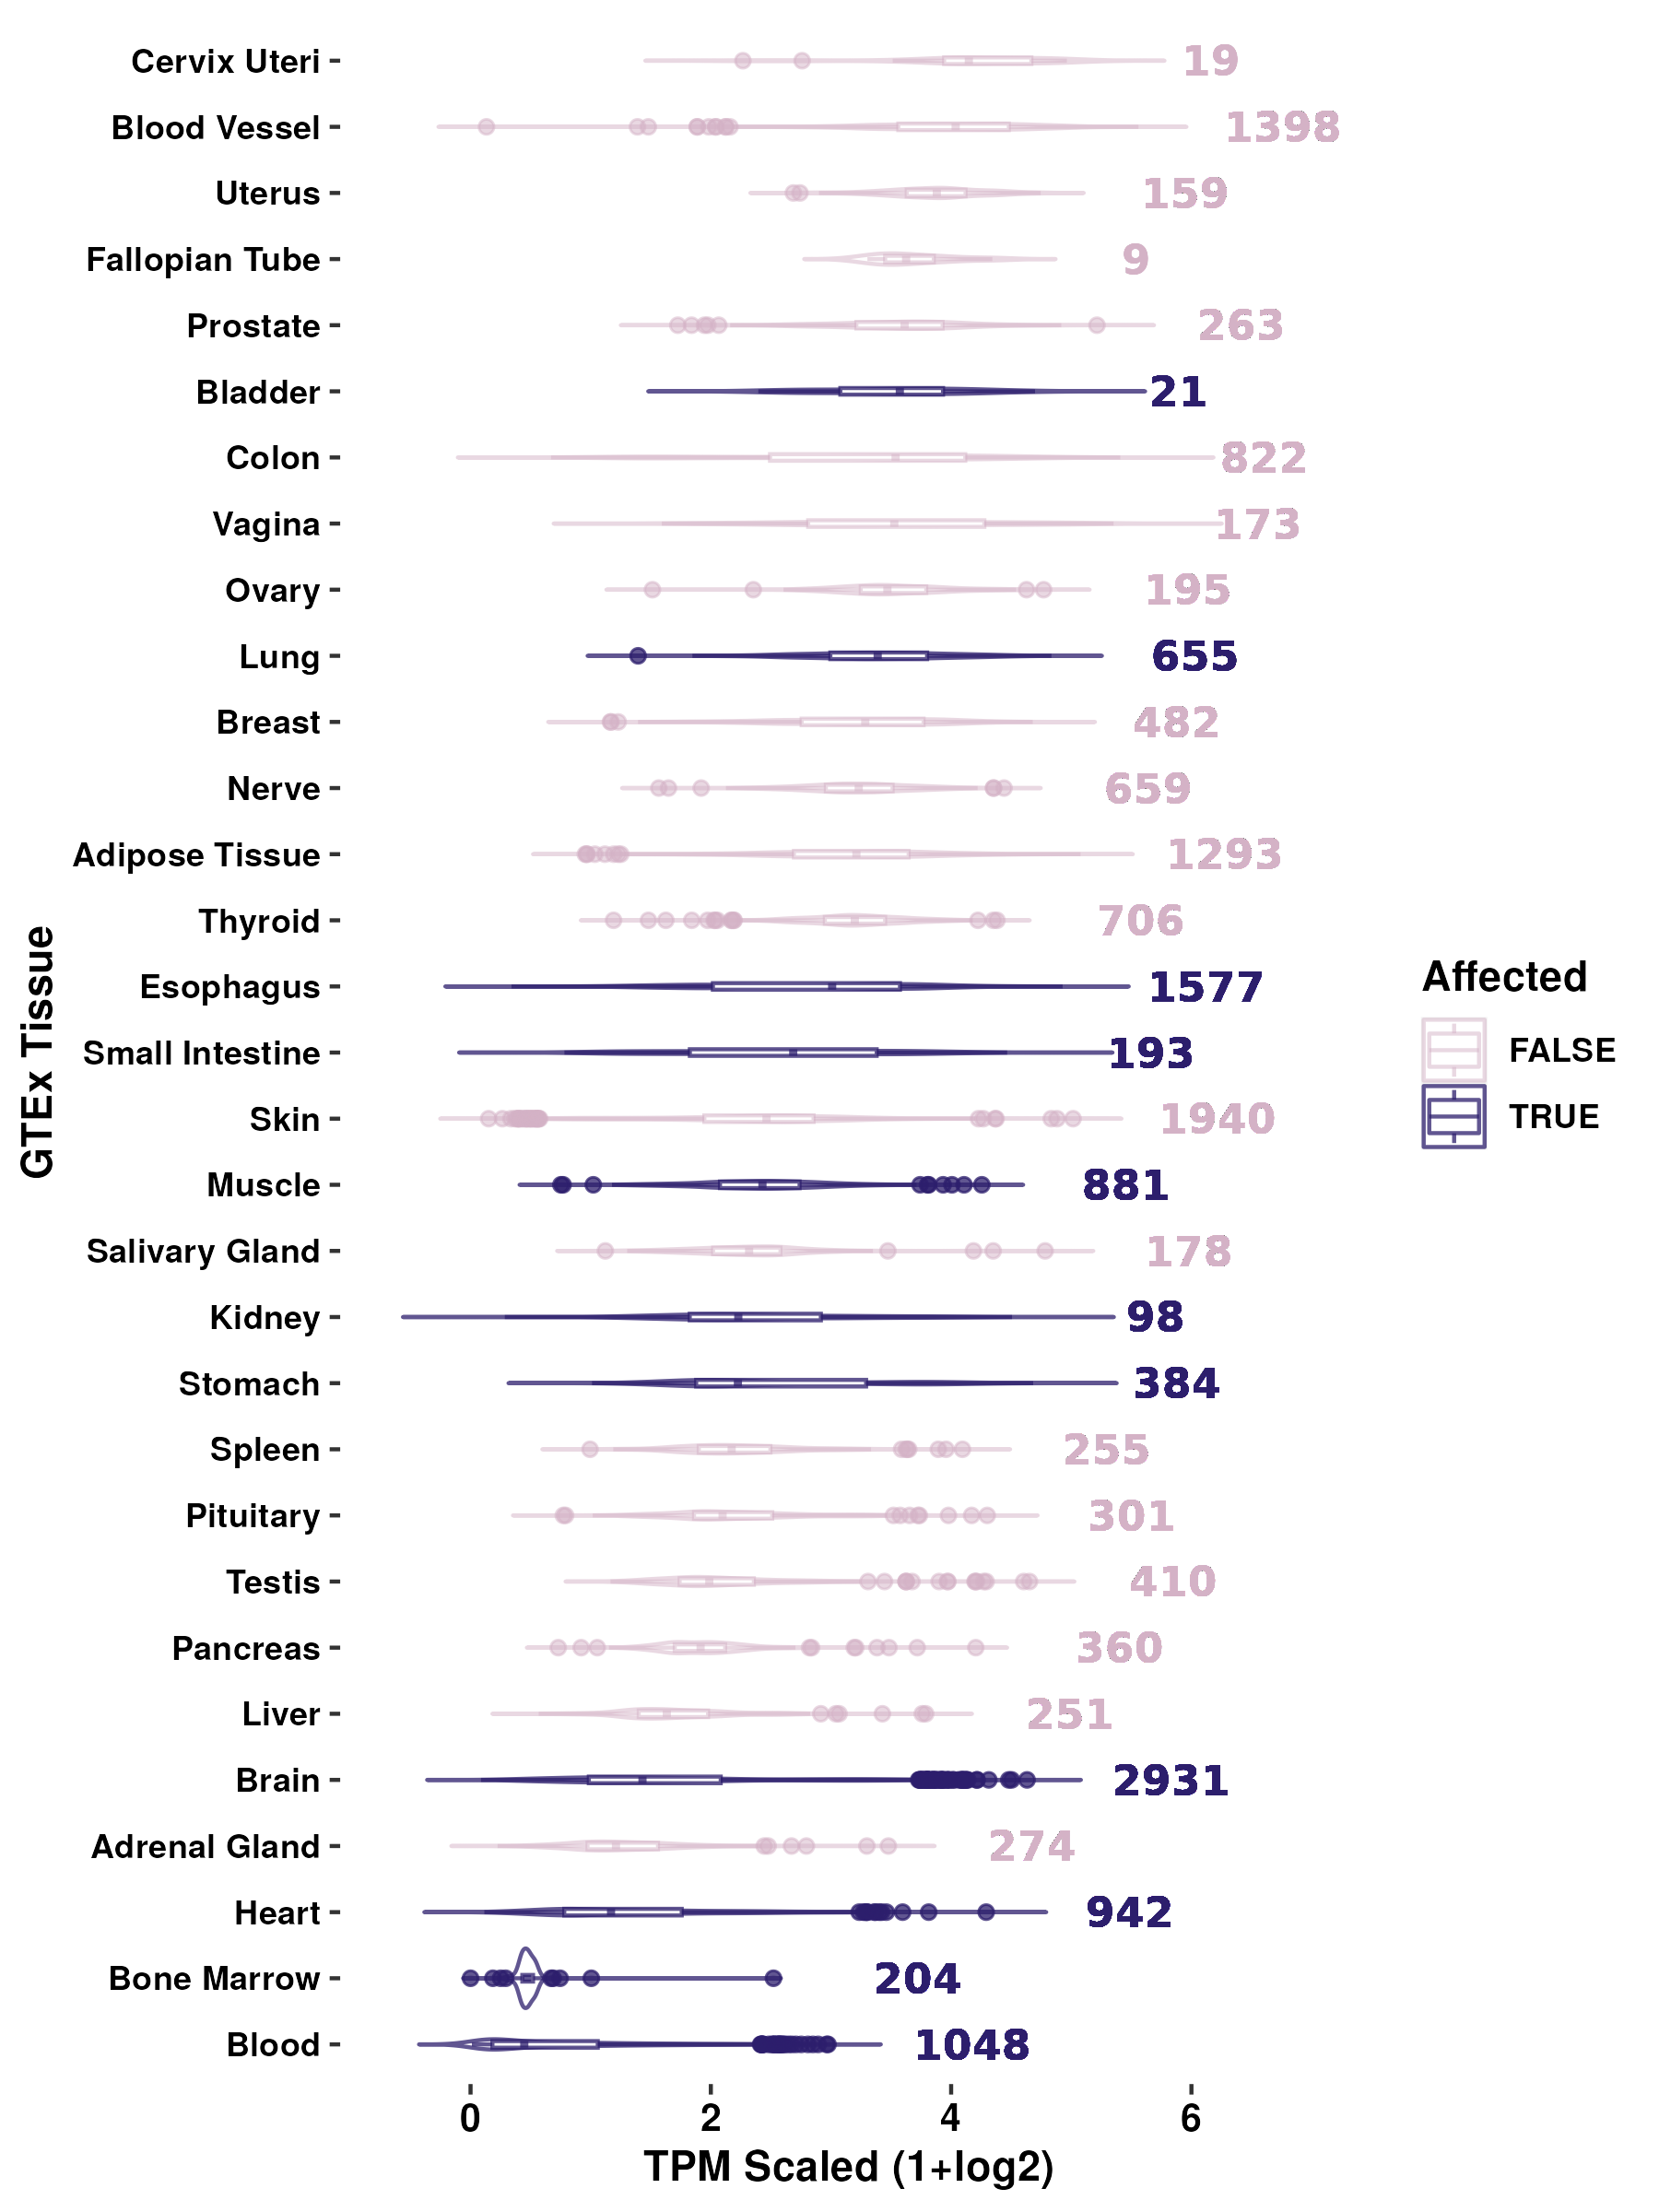 Cervix Uteri 19
Blood Vessel 1398
Uterus 159
Fallopian Tube 9
Prostate 263
Bladder 21
Colon 822
Vagina 173
Ovary 195
Lung 655
Breast 482
Nerve 659
Adipose Tissue 1293
Thyroid 706
Esophagus 1577
Small Intestine 193
Skin 1940
Muscle 881
Salivary Gland 178
Kidney 98
Stomach 384
Spleen 255
Pituitary 301
Testis 410
Pancreas 360
Liver 251
Brain 2931
Adrenal Gland 274
Heart 942
Bone Marrow 204
Blood 1048
0 2 4 6
TPM Scaled (1+log2)
GTEx Tissue
Affected
FALSE
TRUE